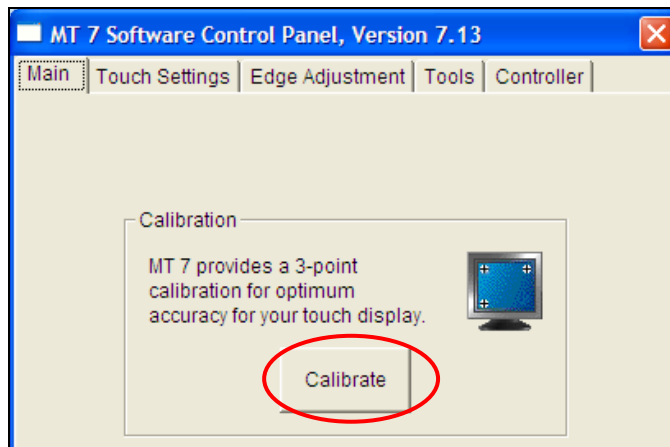 MT 7 Software Control Panel, Version 7.13
Main Touch Settings Edge Adjustment Tools Controller
Calibration
MT 7 provides a 3-point
calibration for optimum
accuracy for your touch display.
Calibrate